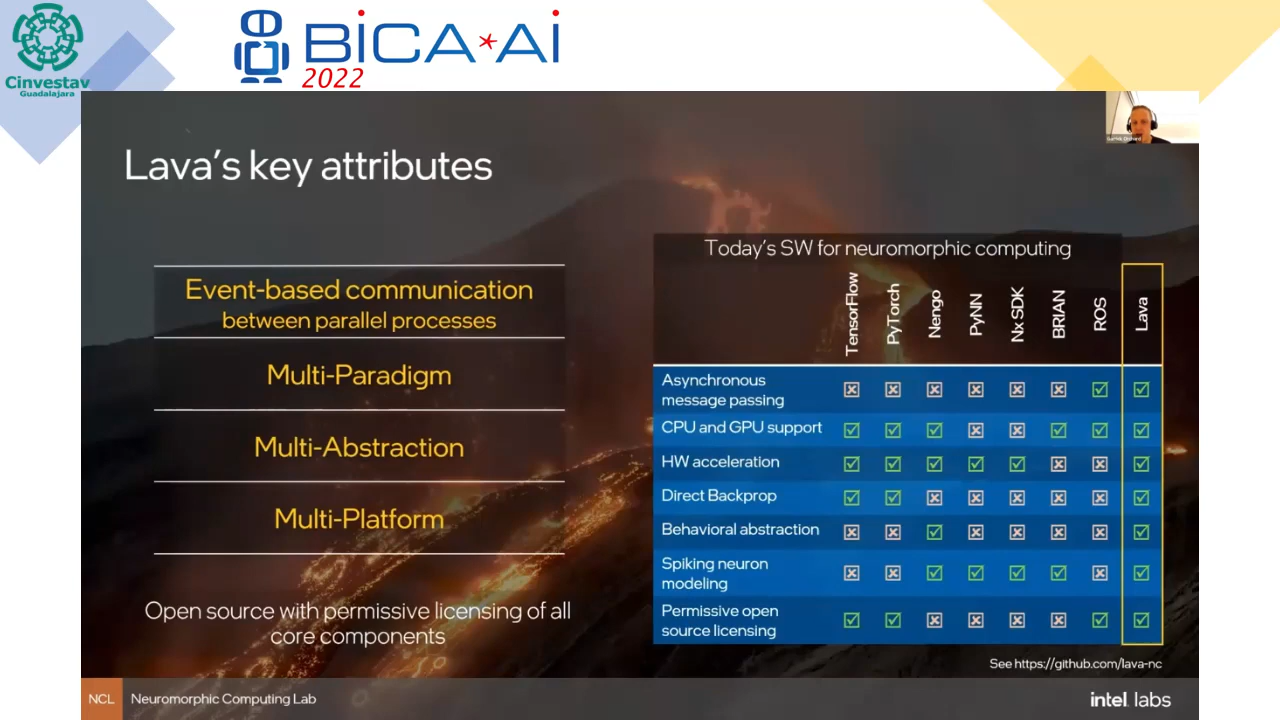 Cinvestav
Guadalajara
BiCA*Ai
2022
Lava's key attributes
Event-based communication
between parallel processes
Multi-Paradigm
Multi-Abstraction
Multi-Platform
Open source with permissive licensing of all
core components
Today's SW for neuromorphic computing
TensorFlow
PyTorch
Nengo
PyNN
Nx SDK
BRIAN
ROS
Lava
Asynchronous
message passing
CPU and GPU support
HW acceleration
Direct Backprop
Behavioral abstraction
Spiking neuron
modeling
Permissive open
source licensing
See https://github.com/lava-nc
NCL
Neuromorphic Computing Lab
intel labs